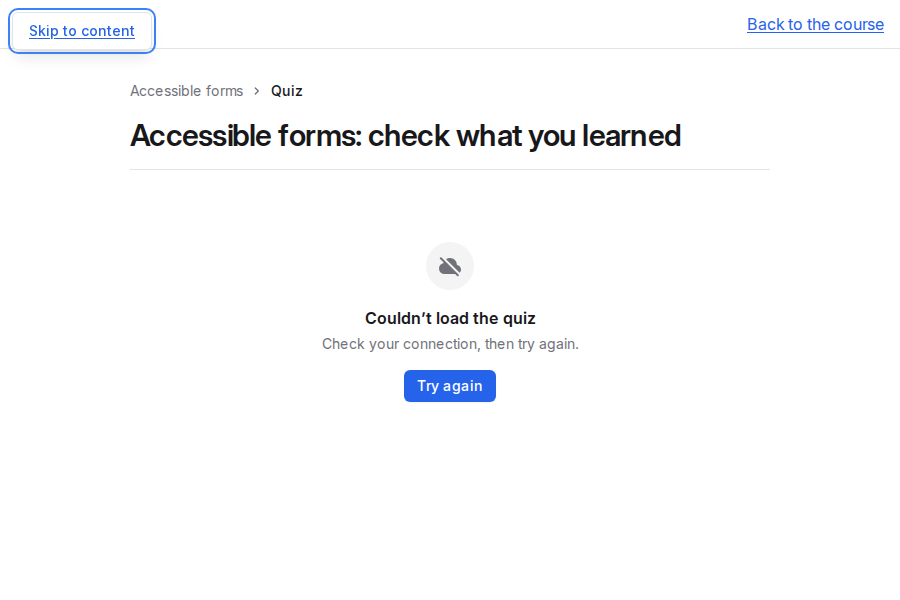 Skip to content
Back to the course
Accessible forms > Quiz
Accessible forms: check what you learned
Couldn’t load the quiz
Check your connection, then try again.
Try again